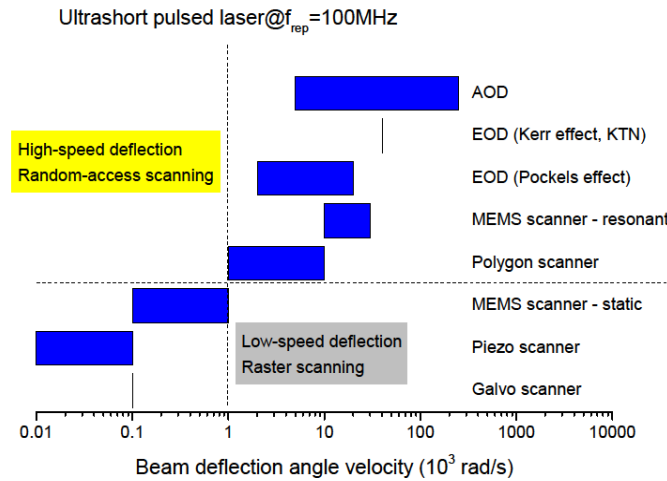 Ultrashort pulsed laser@f_rep=100MHz
AOD
EOD (Kerr effect, KTN)
High-speed deflection
Random-access scanning
EOD (Pockels effect)
MEMS scanner - resonant
Polygon scanner
MEMS scanner - static
Low-speed deflection
Raster scanning
Piezo scanner
Galvo scanner
0.01 0.1 1 10 100 1000 10000
Beam deflection angle velocity (10³ rad/s)